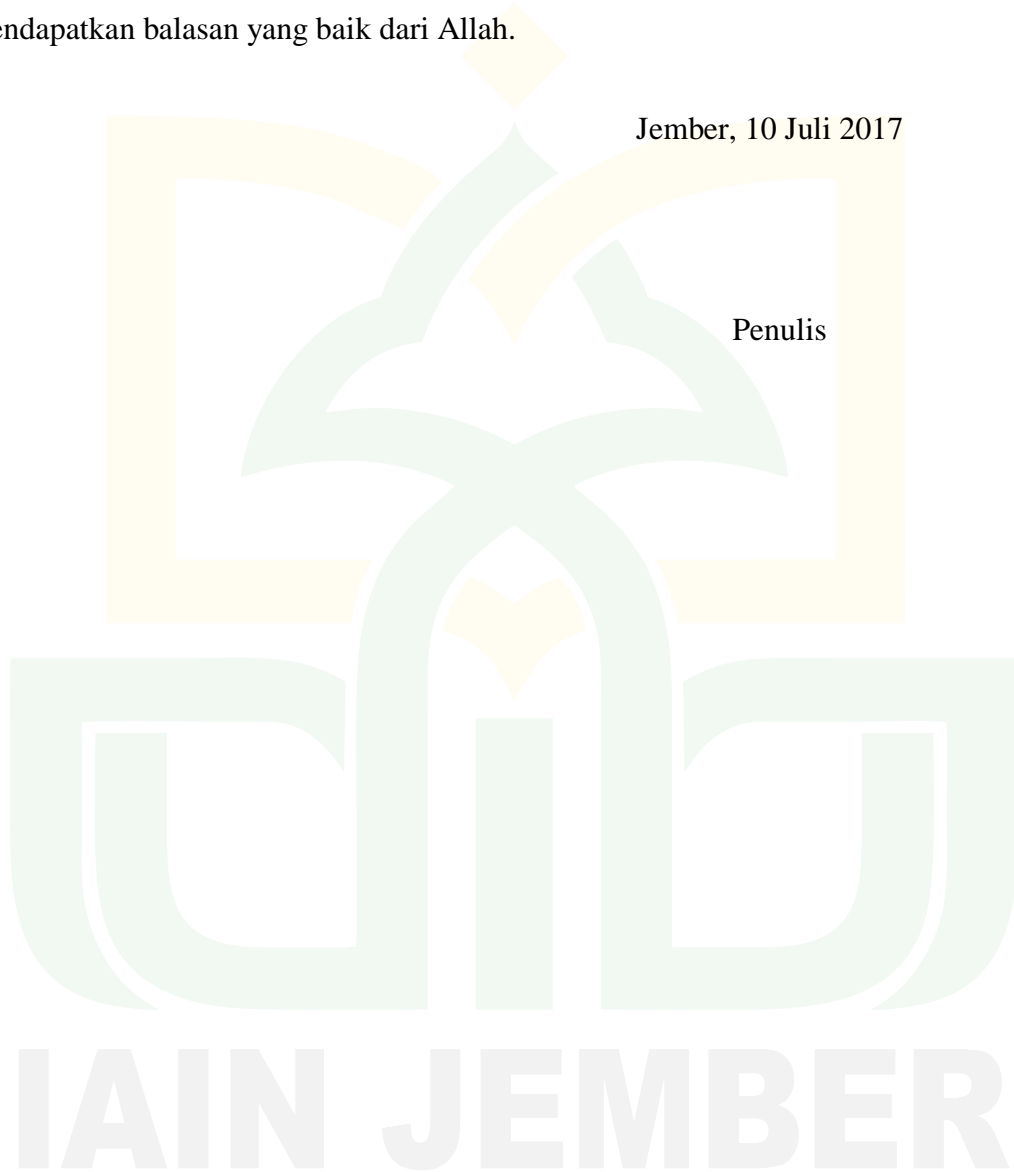 endapatkan balasan yang baik dari Allah.
Jember, 10 Juli 2017
Penulis
IAIN JEMBER